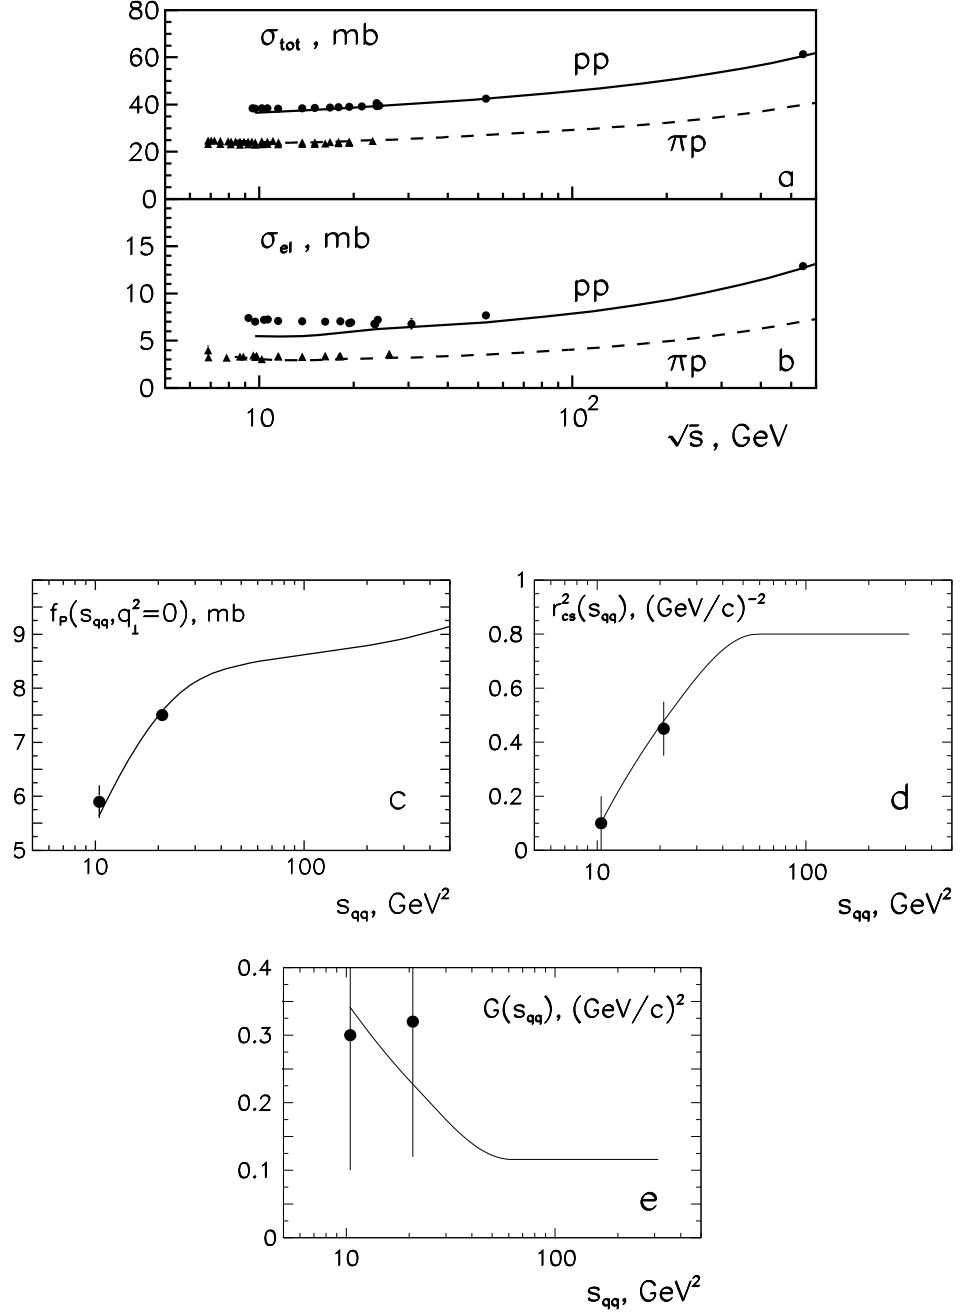 80
σtot , mb
60
pp
40
20
πp
a
0
σel , mb
15
pp
10
5
πp
b
0
10
10²
√s , GeV
fP(sqq,q²⊥=0), mb
9
8
7
6
c
5
10
100
sqq, GeV²
1
r²cs(sqq), (GeV/c)⁻²
0.8
0.6
0.4
0.2
d
0
10
100
sqq, GeV²
0.4
G(sqq), (GeV/c)²
0.3
0.2
0.1
e
0
10
100
sqq, GeV²